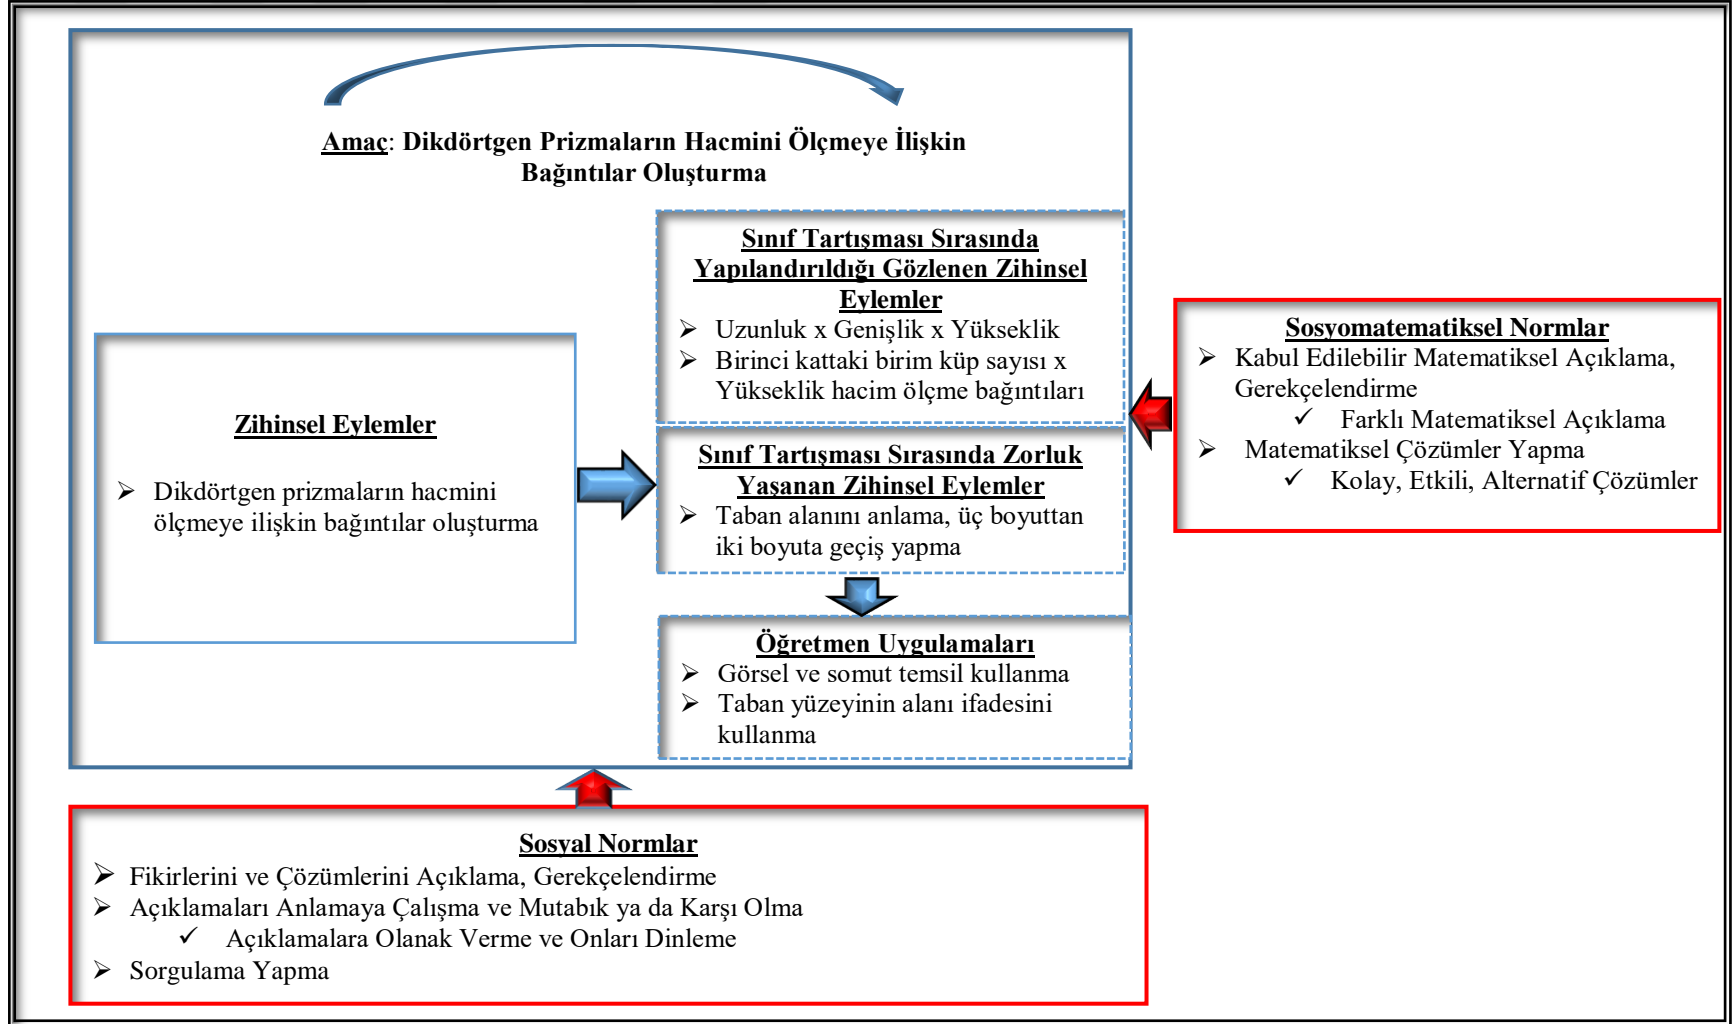 Amaç: Dikdörtgen Prizmaların Hacmini Ölçmeye İlişkin
Bağıntılar Oluşturma
Sınıf Tartışması Sırasında
Yapılandırıldığı Gözlenen Zihinsel
Eylemler
➢ Uzunluk x Genişlik x Yükseklik
➢ Birinci kattaki birim küp sayısı x
Yükseklik hacim ölçme bağıntıları
Zihinsel Eylemler
➢ Dikdörtgen prizmaların hacmini
ölçmeye ilişkin bağıntılar oluşturma
Sınıf Tartışması Sırasında Zorluk
Yaşanan Zihinsel Eylemler
➢ Taban alanını anlama, üç boyuttan
iki boyuta geçiş yapma
Öğretmen Uygulamaları
➢ Görsel ve somut temsil kullanma
➢ Taban yüzeyinin alanı ifadesini
kullanma
Sosyomatematiksel Normlar
➢ Kabul Edilebilir Matematiksel Açıklama,
Gerekçelendirme
✓ Farklı Matematiksel Açıklama
➢ Matematiksel Çözümler Yapma
✓ Kolay, Etkili, Alternatif Çözümler
Sosyal Normlar
➢ Fikirlerini ve Çözümlerini Açıklama, Gerekçelendirme
➢ Açıklamaları Anlamaya Çalışma ve Mutabık ya da Karşı Olma
✓ Açıklamalara Olanak Verme ve Onları Dinleme
➢ Sorgulama Yapma